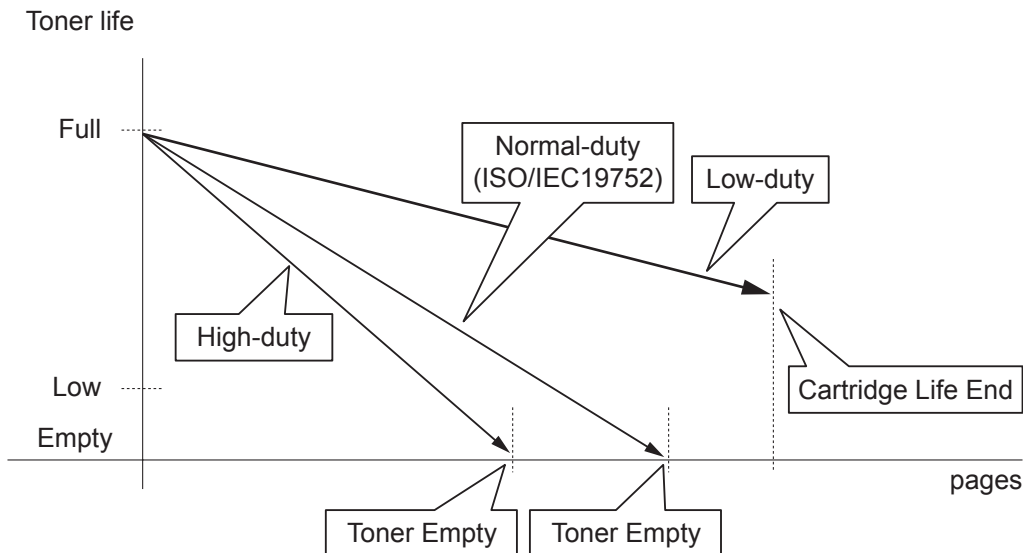 Toner life
Full
Normal-duty
(ISO/IEC19752)
Low-duty
High-duty
Low
Cartridge Life End
Empty
pages
Toner Empty
Toner Empty